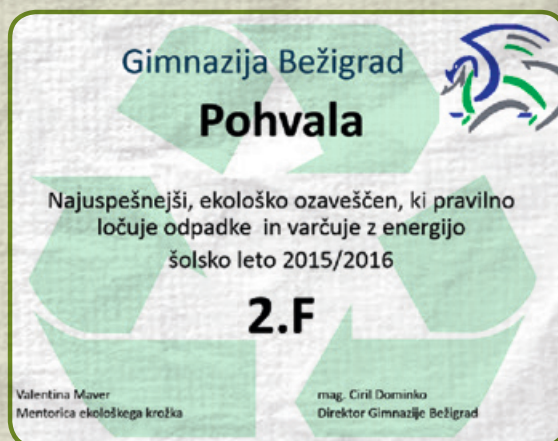 Gimnazija Bežigrad
Pohvala
Najuspešnejši, ekološko ozaveščen, ki pravilno
ločuje odpadke in varčuje z energijo
šolsko leto 2015/2016
2.F
Valentina Maver
Mentorica ekološkega krožka
mag. Ciril Dominko
Direktor Gimnazije Bežigrad